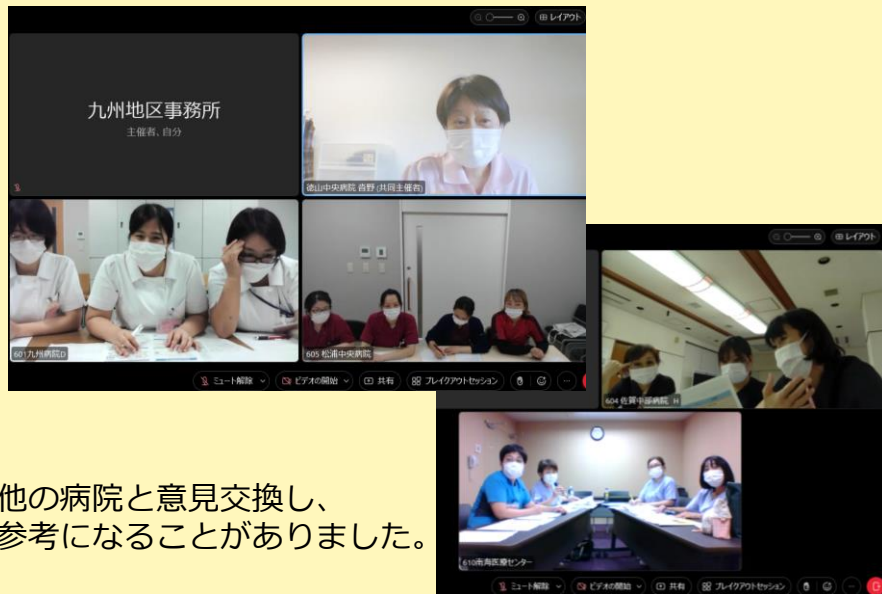 レイアウト
九州地区事務所
主催者、自分
徳山中央病院 (共同主催者)
601九州病院D
605 松浦中央病院
ミュート解除
ビデオの開始
共有
ブレイクアウトセッション
レイアウト
604 佐賀中部病院 H
610南海医療センター
ミュート解除
ビデオの開始
共有
ブレイクアウトセッション
他の病院と意見交換し、
参考になることがありました。